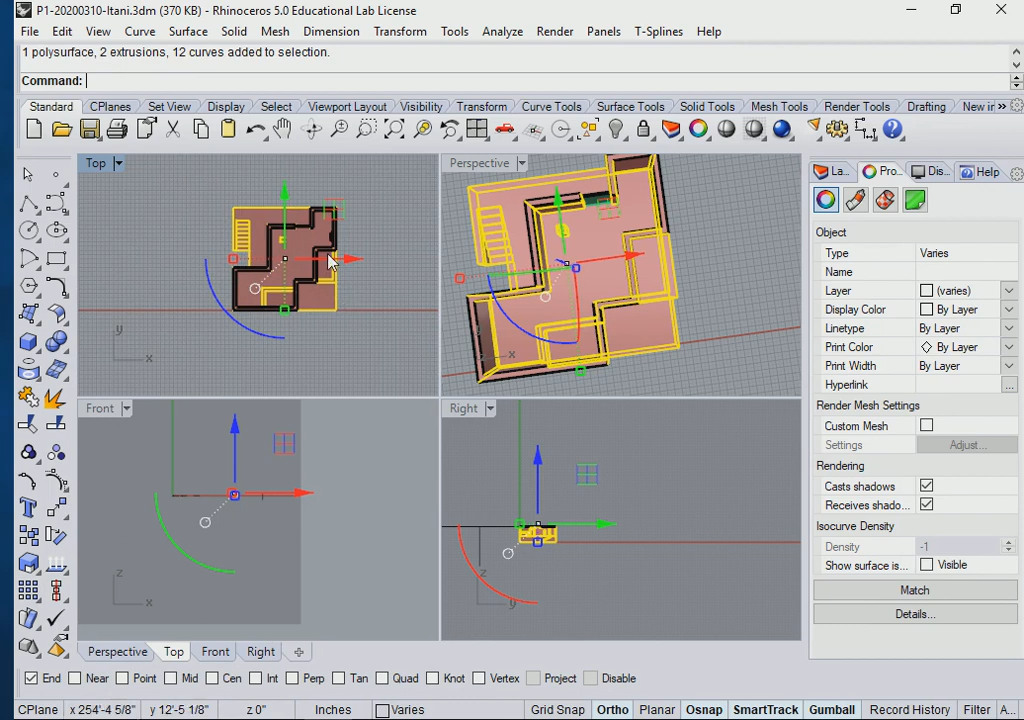 P1-20200310-Itani.3dm (370 KB) - Rhinoceros 5.0 Educational Lab License
File Edit View Curve Surface Solid Mesh Dimension Transform Tools Analyze Render Panels T-Splines Help
1 polysurface, 2 extrusions, 12 curves added to selection.
Command:
Standard CPlanes Set View Display Select Viewport Layout Visibility Transform Curve Tools Surface Tools Solid Tools Mesh Tools Render Tools Drafting New in »
Top
Perspective
La... Pro... Dis... Help
Object
Type Varies
Name
Layer (varies)
Display Color By Layer
Linetype By Layer
Print Color By Layer
Print Width By Layer
Hyperlink ...
Render Mesh Settings
Custom Mesh
Settings Adjust...
Rendering
Casts shadows
Receives shado...
Isocurve Density
Density -1
Show surface is... Visible
Match
Details...
y
x
x
Front
Right
z
x
z
y
Perspective Top Front Right
End Near Point Mid Cen Int Perp Tan Quad Knot Vertex Project Disable
CPlane x 254'-4 5/8" y 12'-5 1/8" z 0" Inches Varies Grid Snap Ortho Planar Osnap SmartTrack Gumball Record History Filter A...